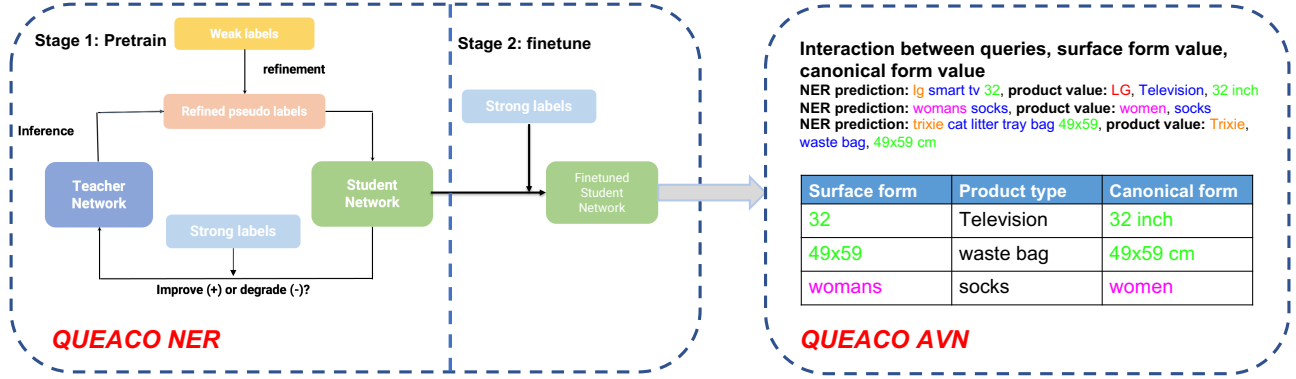 Stage 1: Pretrain
Weak labels
refinement
Refined pseudo labels
Inference
Teacher
Network
Student
Network
Strong labels
Improve (+) or degrade (-)?
QUEACO NER
Stage 2: finetune
Strong labels
Finetuned
Student
Network
Interaction between queries, surface form value,
canonical form value
NER prediction: lg smart tv 32, product value: LG, Television, 32 inch
NER prediction: womans socks, product value: women, socks
NER prediction: trixie cat litter tray bag 49x59, product value: Trixie,
waste bag, 49x59 cm
Surface form Product type Canonical form
32 Television 32 inch
49x59 waste bag 49x59 cm
womans socks women
QUEACO AVN